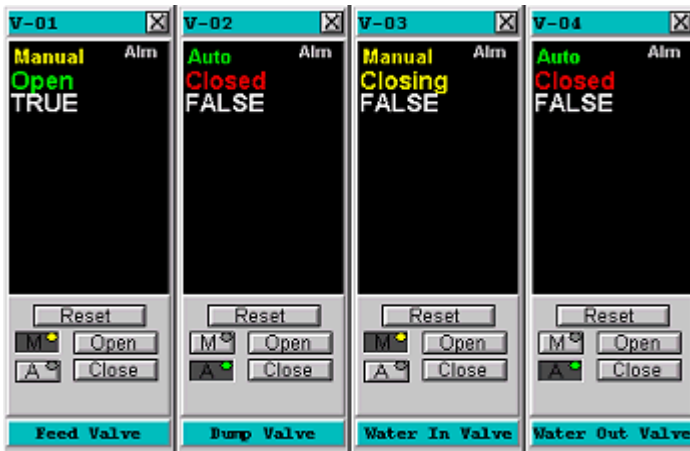 V-01 X
Manual Alm
Open
TRUE
Reset
M Open
A Close
Feed Valve
V-02 X
Auto Alm
Closed
FALSE
Reset
M Open
A Close
Dump Valve
V-03 X
Manual Alm
Closing
FALSE
Reset
M Open
A Close
Water In Valve
V-04 X
Auto Alm
Closed
FALSE
Reset
M Open
A Close
Water Out Valve